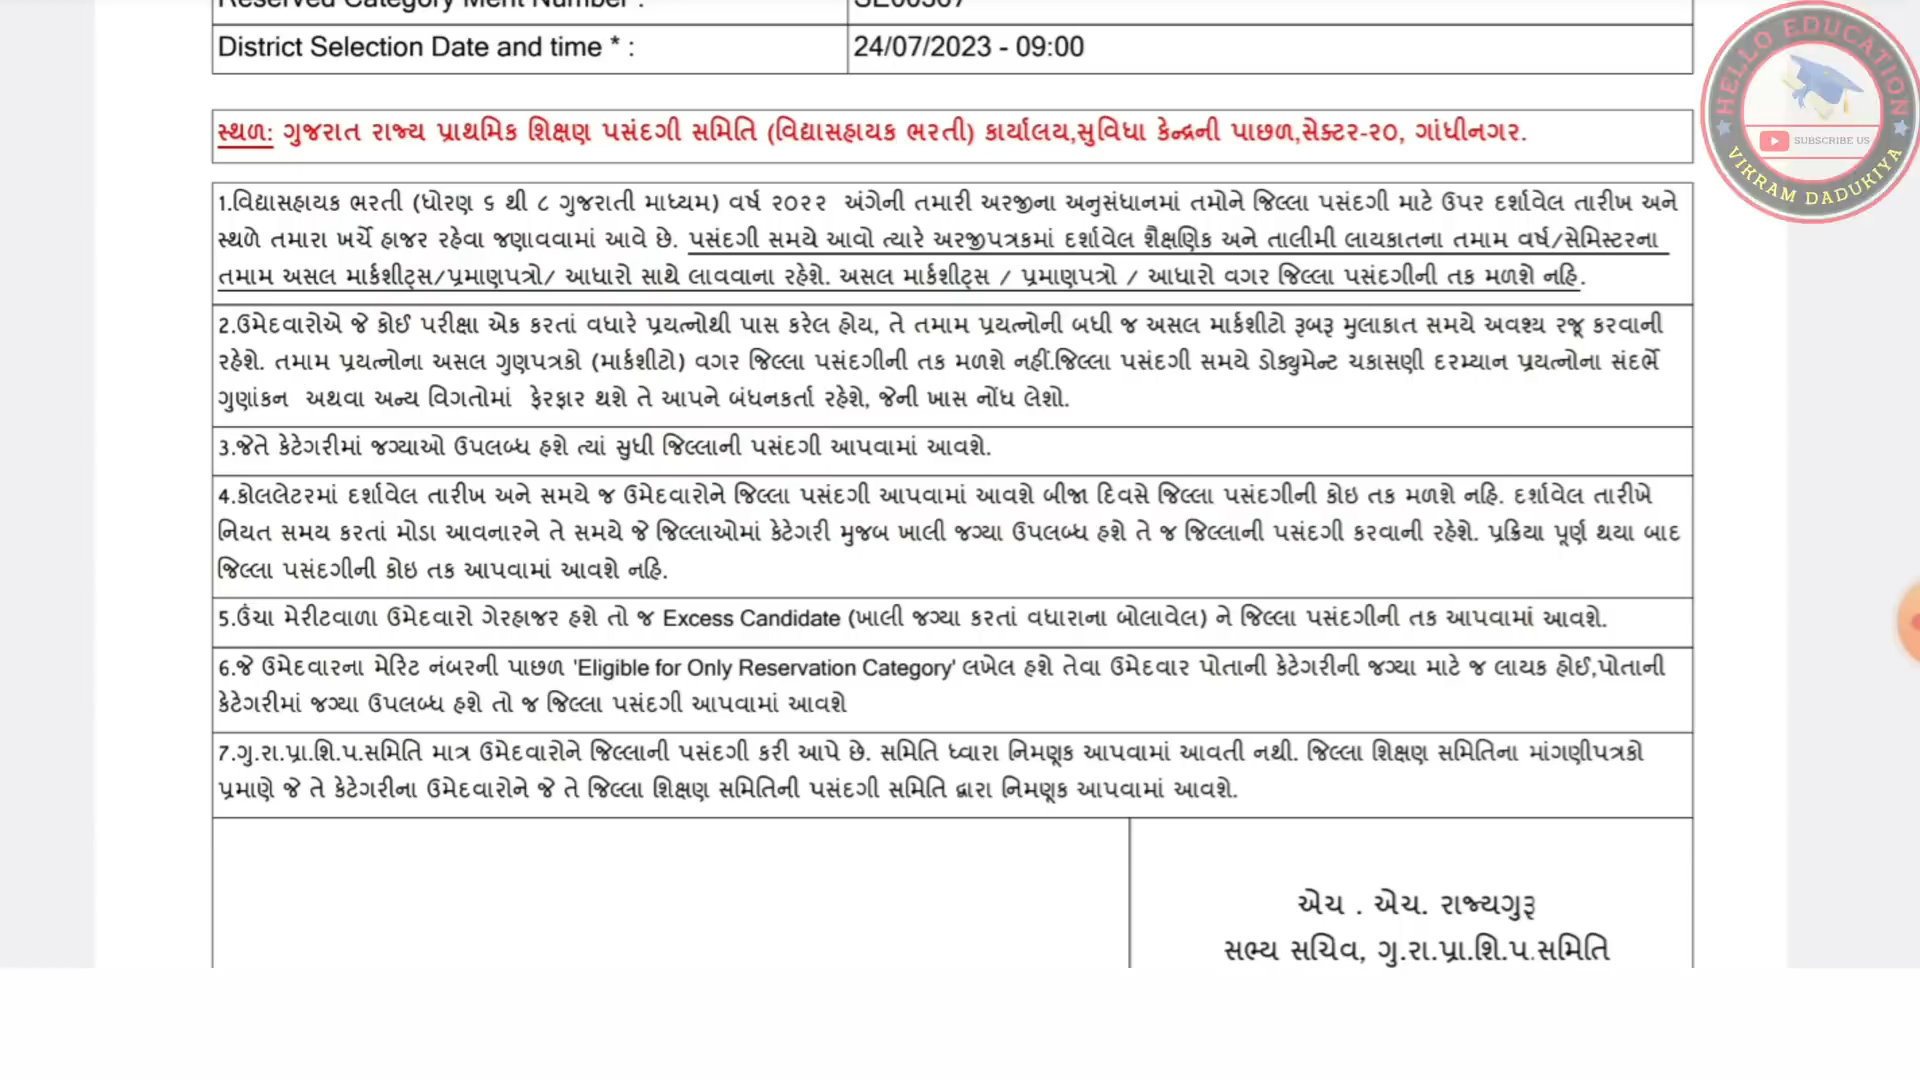 Reserved Category Merit Number :
SE00307
District Selection Date and time * :
24/07/2023 - 09:00
સ્થળ: ગુજરાત રાજ્ય પ્રાથમિક શિક્ષણ પસંદગી સમિતિ (વિદ્યાસહાયક ભરતી) કાર્યાલય,સુવિધા કેન્દ્રની પાછળ,સેક્ટર-૨૦, ગાંધીનગર.
1.વિદ્યાસહાયક ભરતી (ધોરણ ૬ થી ૮ ગુજરાતી માધ્યમ) વર્ષ ૨૦૨૨ અંગેની તમારી અરજીના અનુસંધાનમાં તમોને જિલ્લા પસંદગી માટે ઉપર દર્શાવેલ તારીખ અને
સ્થળે તમારા ખર્ચે હાજર રહેવા જણાવવામાં આવે છે. પસંદગી સમયે આવો ત્યારે અરજીપત્રકમાં દર્શાવેલ શૈક્ષણિક અને તાલીમી લાયકાતના તમામ વર્ષ/સેમિસ્ટરના
તમામ અસલ માર્કશીટ્સ/પ્રમાણપત્રો/ આધારો સાથે લાવવાના રહેશે. અસલ માર્કશીટ્સ / પ્રમાણપત્રો / આધારો વગર જિલ્લા પસંદગીની તક મળશે નહિ.
2.ઉમેદવારોએ જે કોઈ પરીક્ષા એક કરતાં વધારે પ્રયત્નોથી પાસ કરેલ હોય, તે તમામ પ્રયત્નોની બધી જ અસલ માર્કશીટો રૂબરૂ મુલાકાત સમયે અવશ્ય રજૂ કરવાની
રહેશે. તમામ પ્રયત્નોના અસલ ગુણપત્રકો (માર્કશીટો) વગર જિલ્લા પસંદગીની તક મળશે નહીં.જિલ્લા પસંદગી સમયે ડોક્યુમેન્ટ ચકાસણી દરમ્યાન પ્રયત્નોના સંદર્ભે
ગુણાંકન અથવા અન્ય વિગતોમાં ફેરફાર થશે તે આપને બંધનકર્તા રહેશે, જેની ખાસ નોંધ લેશો.
3.જેતે કેટેગરીમાં જગ્યાઓ ઉપલબ્ધ હશે ત્યાં સુધી જિલ્લાની પસંદગી આપવામાં આવશે.
4.કોલલેટરમાં દર્શાવેલ તારીખ અને સમયે જ ઉમેદવારોને જિલ્લા પસંદગી આપવામાં આવશે બીજા દિવસે જિલ્લા પસંદગીની કોઇ તક મળશે નહિ. દર્શાવેલ તારીખે
નિયત સમય કરતાં મોડા આવનારને તે સમયે જે જિલ્લાઓમાં કેટેગરી મુજબ ખાલી જગ્યા ઉપલબ્ધ હશે તે જ જિલ્લાની પસંદગી કરવાની રહેશે. પ્રક્રિયા પૂર્ણ થયા બાદ
જિલ્લા પસંદગીની કોઇ તક આપવામાં આવશે નહિ.
5.ઉંચા મેરીટવાળા ઉમેદવારો ગેરહાજર હશે તો જ Excess Candidate (ખાલી જગ્યા કરતાં વધારાના બોલાવેલ) ને જિલ્લા પસંદગીની તક આપવામાં આવશે.
6.જે ઉમેદવારના મેરિટ નંબરની પાછળ 'Eligible for Only Reservation Category' લખેલ હશે તેવા ઉમેદવાર પોતાની કેટેગરીની જગ્યા માટે જ લાયક હોઈ,પોતાની
કેટેગરીમાં જગ્યા ઉપલબ્ધ હશે તો જ જિલ્લા પસંદગી આપવામાં આવશે
7.ગુ.રા.પ્રા.શિ.પ.સમિતિ માત્ર ઉમેદવારોને જિલ્લાની પસંદગી કરી આપે છે. સમિતિ ધ્વારા નિમણૂક આપવામાં આવતી નથી. જિલ્લા શિક્ષણ સમિતિના માંગણીપત્રકો
પ્રમાણે જે તે કેટેગરીના ઉમેદવારોને જે તે જિલ્લા શિક્ષણ સમિતિની પસંદગી સમિતિ દ્વારા નિમણૂક આપવામાં આવશે.
એચ . એચ. રાજ્યગુરૂ
સભ્ય સચિવ, ગુ.રા.પ્રા.શિ.પ.સમિતિ
HELLO EDUCATION
SUBSCRIBE US
VIKRAM DADUKIYA